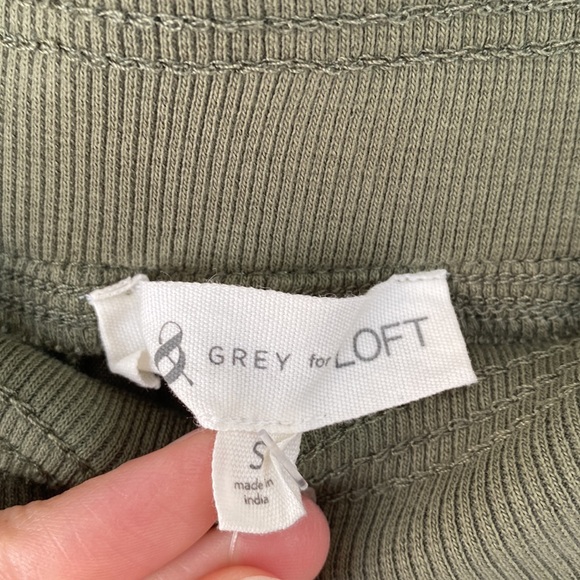 & GREY for LOFT
S
made in
india